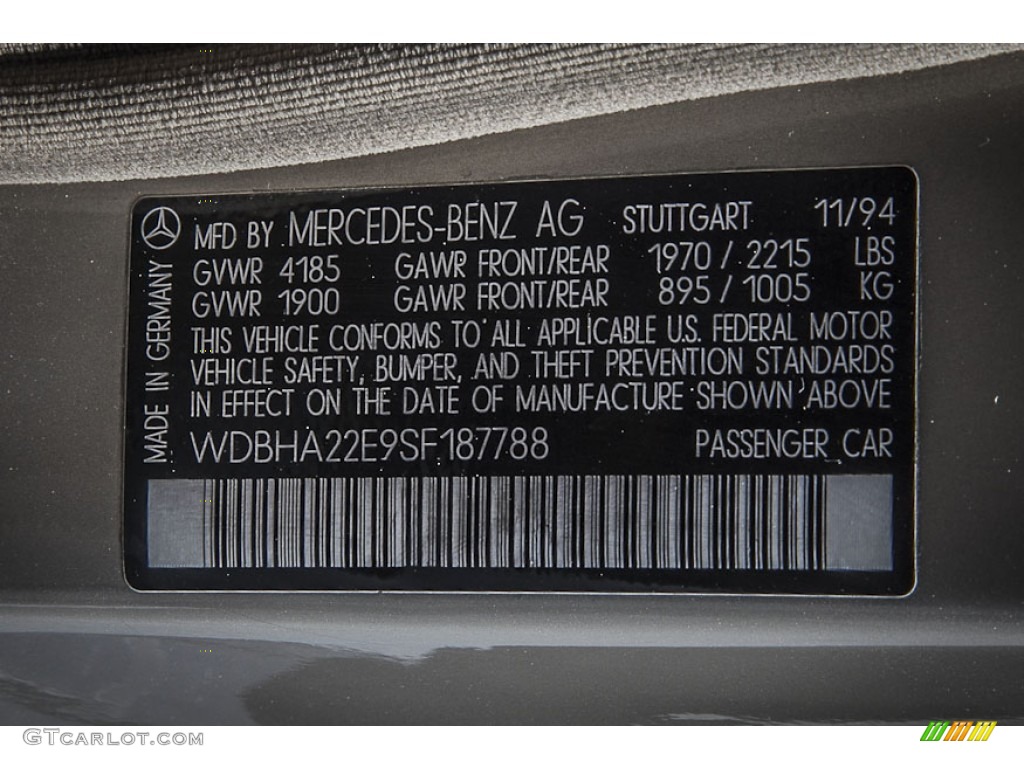 MFD BY MERCEDES-BENZ AG STUTTGART 11/94
GVWR 4185 GAWR FRONT/REAR 1970 / 2215 LBS
GVWR 1900 GAWR FRONT/REAR 895 / 1005 KG
THIS VEHICLE CONFORMS TO ALL APPLICABLE U.S. FEDERAL MOTOR
VEHICLE SAFETY, BUMPER, AND THEFT PREVENTION STANDARDS
IN EFFECT ON THE DATE OF MANUFACTURE SHOWN ABOVE
WDBHA22E9SF187788 PASSENGER CAR
MADE IN GERMANY
GTCARLOT.COM